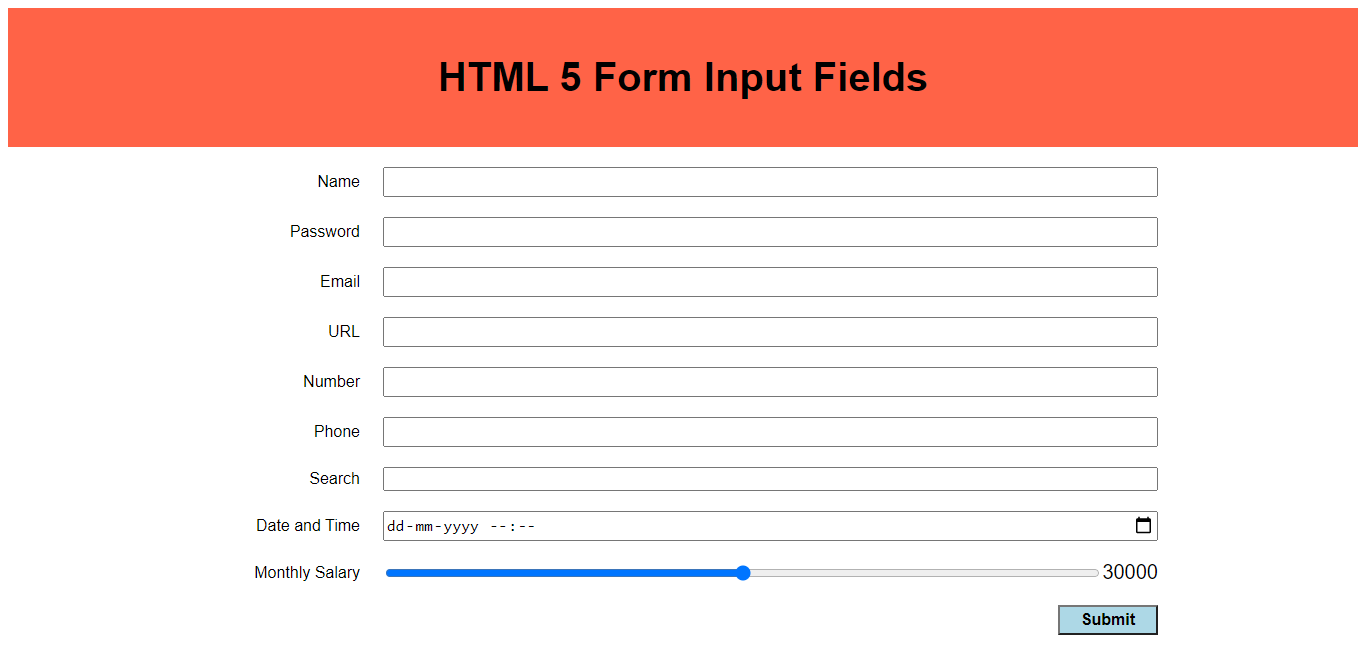 HTML 5 Form Input Fields
Name
Password
Email
URL
Number
Phone
Search
Date and Time dd-mm-yyyy --:--
Monthly Salary 30000
Submit